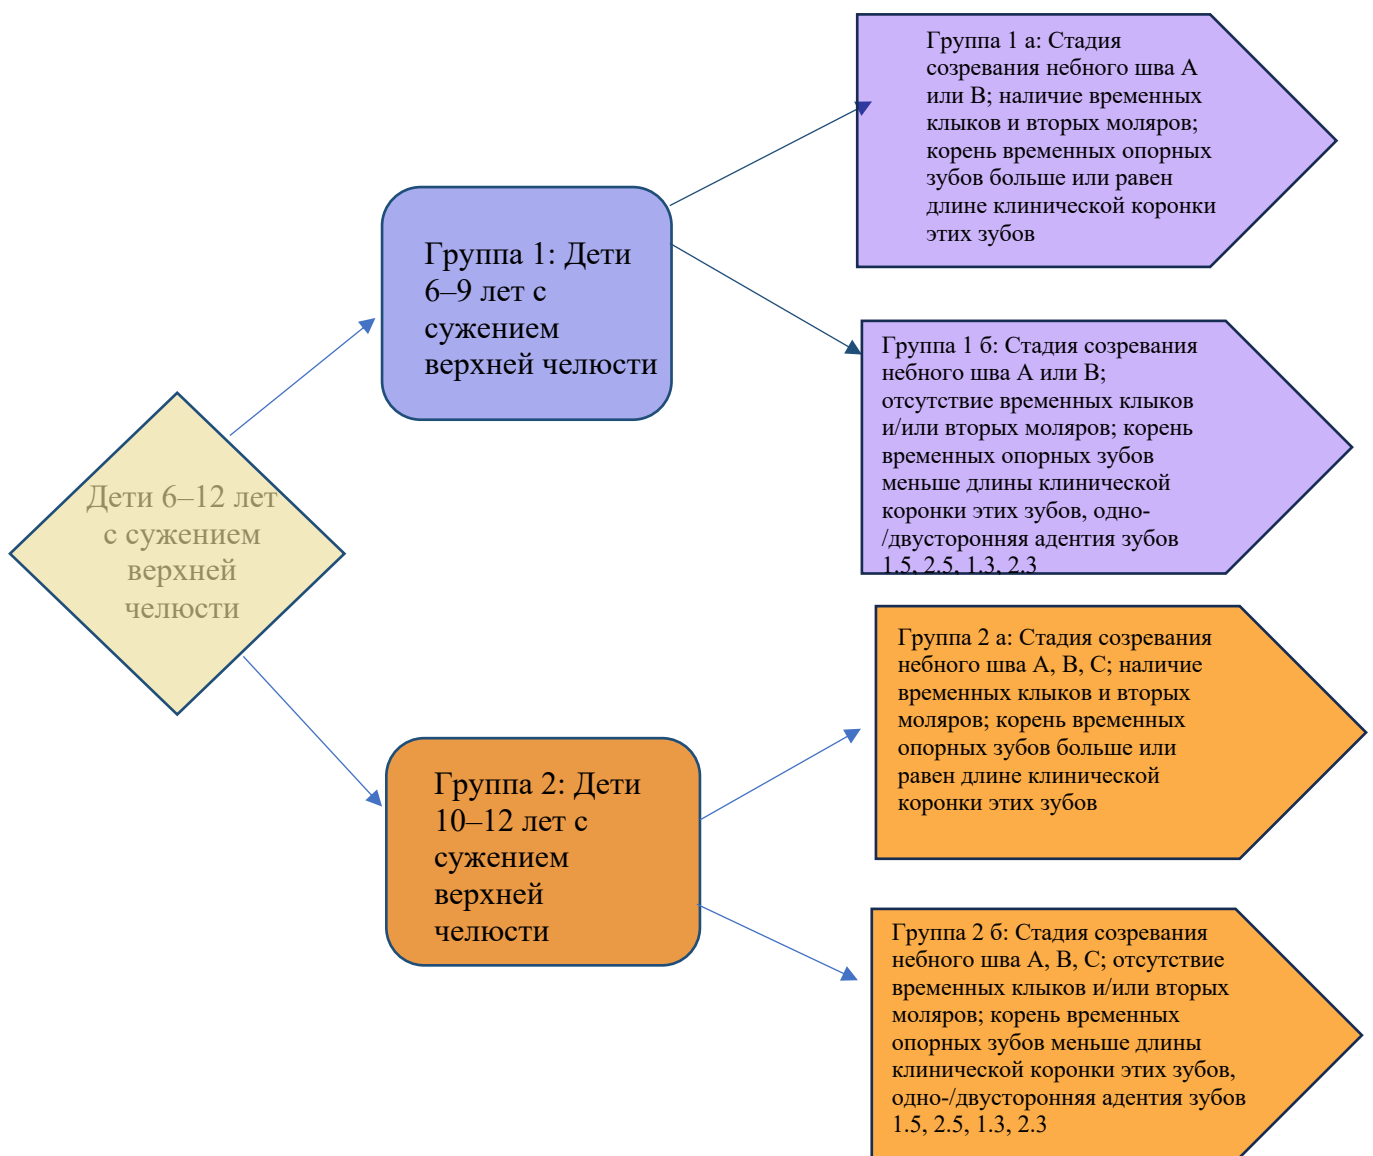 Дети 6–12 лет
с сужением
верхней
челюсти
Группа 1: Дети
6–9 лет с
сужением
верхней челюсти
Группа 1 а: Стадия
созревания небного шва А
или В; наличие временных
клыков и вторых моляров;
корень временных опорных
зубов больше или равен
длине клинической коронки
этих зубов
Группа 1 б: Стадия созревания
небного шва А или В;
отсутствие временных клыков
и/или вторых моляров; корень
временных опорных зубов
меньше длины клинической
коронки этих зубов, одно-
/двусторонняя адентия зубов
1.5, 2.5, 1.3, 2.3
Группа 2: Дети
10–12 лет с
сужением
верхней
челюсти
Группа 2 а: Стадия созревания
небного шва А, В, С; наличие
временных клыков и вторых
моляров; корень временных
опорных зубов больше или
равен длине клинической
коронки этих зубов
Группа 2 б: Стадия созревания
небного шва А, В, С; отсутствие
временных клыков и/или вторых
моляров; корень временных
опорных зубов меньше длины
клинической коронки этих зубов,
одно-/двусторонняя адентия зубов
1.5, 2.5, 1.3, 2.3